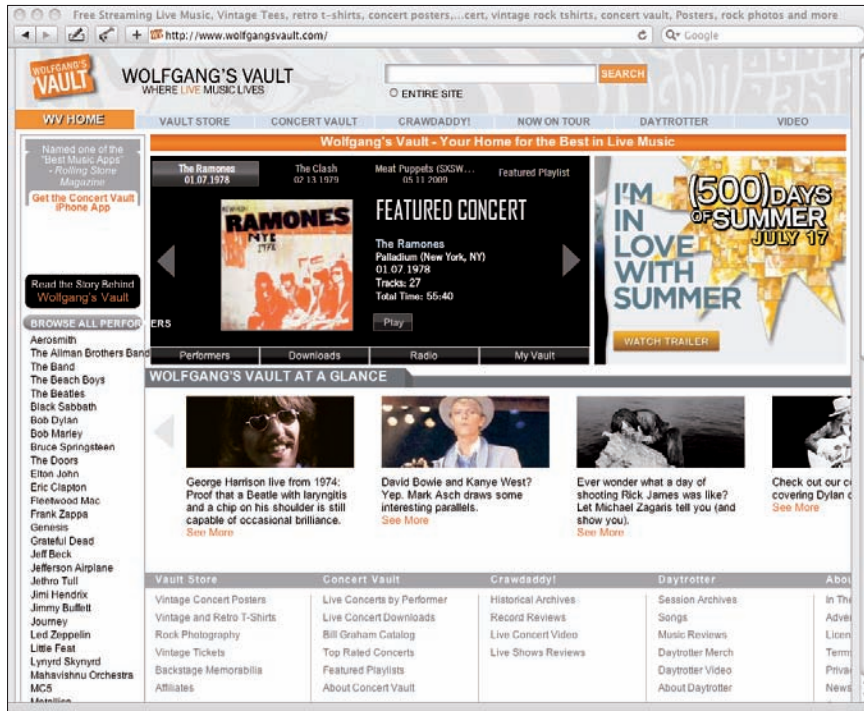 Free Streaming Live Music, Vintage Tees, retro t-shirts, concert posters,...cert, vintage rock tshirts, concert vault, Posters, rock photos and more
http://www.wolfgangsvault.com/
Google
WOLFGANG'S
VAULT
WOLFGANG'S VAULT
WHERE LIVE MUSIC LIVES
SEARCH
ENTIRE SITE
WV HOME
VAULT STORE
CONCERT VAULT
CRAWDADDY!
NOW ON TOUR
DAYTROTTER
VIDEO
Wolfgang's Vault - Your Home for the Best in Live Music
Named one of the
"Best Music Apps"
- Rolling Stone
Magazine
Get the Concert Vault
iPhone App
Read the Story Behind
Wolfgang's Vault
BROWSE ALL PERFORMERS
Aerosmith
The Allman Brothers Band
The Band
The Beach Boys
The Beatles
Black Sabbath
Bob Dylan
Bob Marley
Bruce Springsteen
The Doors
Elton John
Eric Clapton
Fleetwood Mac
Frank Zappa
Genesis
Grateful Dead
Jeff Beck
Jefferson Airplane
Jethro Tull
Jimi Hendrix
Jimmy Buffett
Journey
Led Zeppelin
Little Feat
Lynyrd Skynyrd
Mahavishnu Orchestra
MC5
Metallica
The Ramones
01.07.1978
The Clash
02.13.1979
Meat Puppets (SXSW...
05.11.2009
Featured Playlist
RAMONES
NYC
1978
FEATURED CONCERT
The Ramones
Palladium (New York, NY)
01.07.1978
Tracks: 27
Total Time: 55:40
Play
Performers
Downloads
Radio
My Vault
I'M
IN
LOVE
WITH
SUMMER
(500) DAYS
OF SUMMER
JULY 17
WATCH TRAILER
WOLFGANG'S VAULT AT A GLANCE
George Harrison live from 1974:
Proof that a Beatle with laryngitis
and a chip on his shoulder is still
capable of occasional brilliance.
See More
David Bowie and Kanye West?
Yep. Mark Asch draws some
interesting parallels.
See More
Ever wonder what a day of
shooting Rick James was like?
Let Michael Zagaris tell you (and
show you).
See More
Check out our c
covering Dylan
See More
Vault Store
Vintage Concert Posters
Vintage and Retro T-Shirts
Rock Photography
Vintage Tickets
Backstage Memorabilia
Affiliates
Concert Vault
Live Concerts by Performer
Live Concert Downloads
Bill Graham Catalog
Top Rated Concerts
Featured Playlists
About Concert Vault
Crawdaddy!
Historical Archives
Record Reviews
Live Concert Video
Live Shows Reviews
Daytrotter
Session Archives
Songs
Music Reviews
Daytrotter Merch
Daytrotter Video
About Daytrotter
Abou
In The
Adve
Licen
Terms
Priva
News